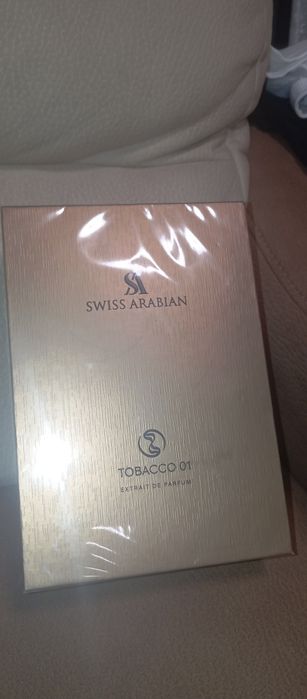 SA
SWISS ARABIAN
TOBACCO 01
EXTRAIT DE PARFUM